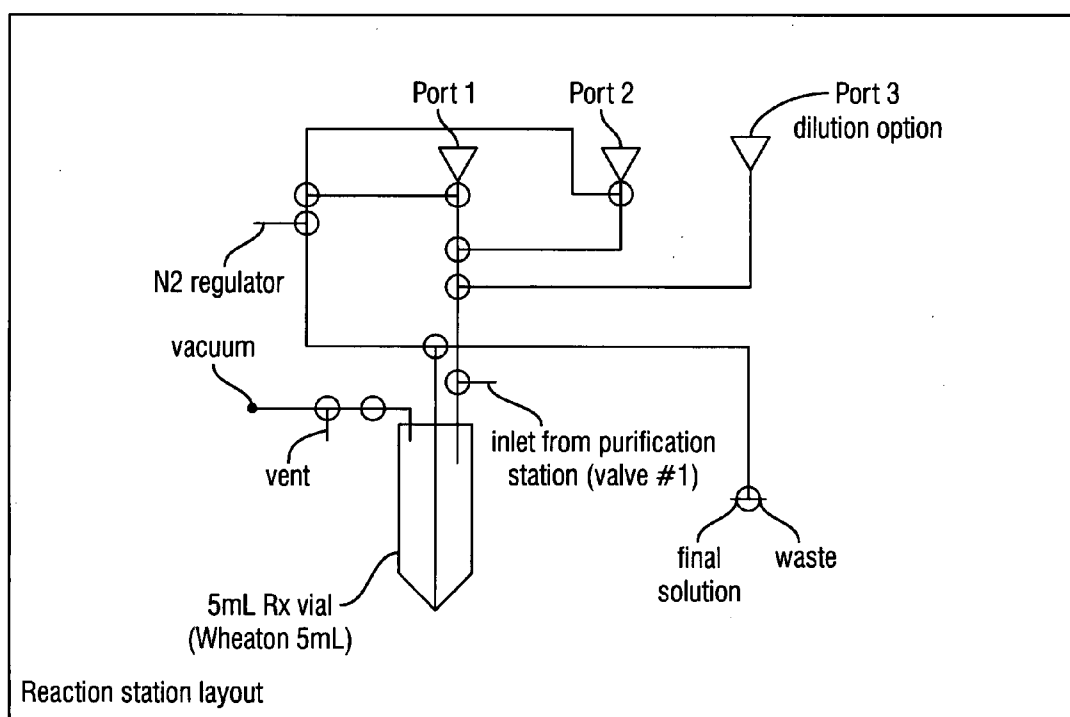 Port 1
Port 2
Port 3
dilution option
N2 regulator
vacuum
vent
inlet from purification
station (valve #1)
final
solution
waste
5mL Rx vial
(Wheaton 5mL)
Reaction station layout